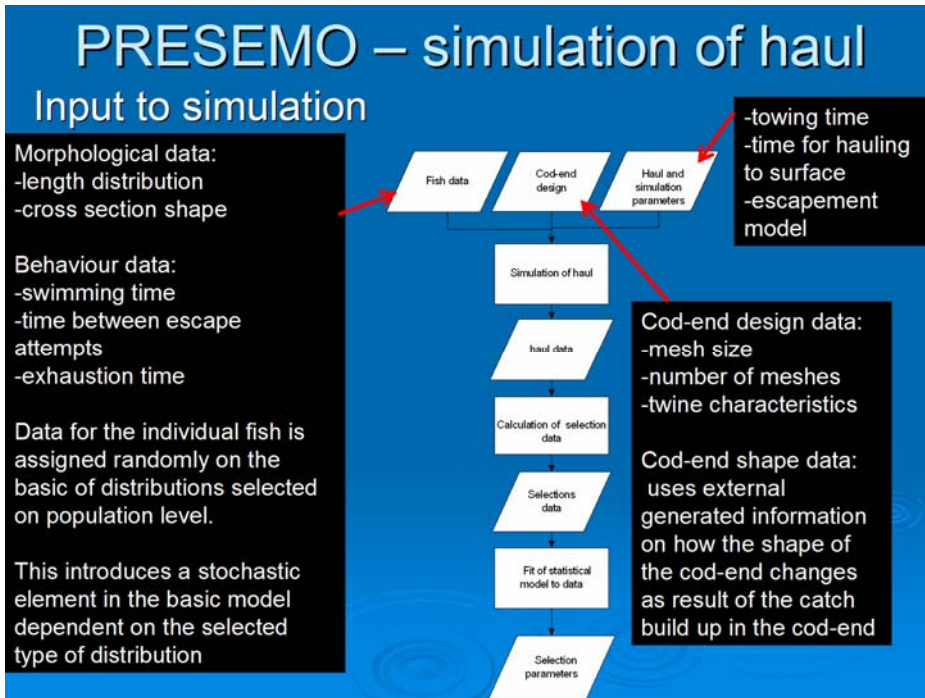 PRESEMO – simulation of haul
Input to simulation
Morphological data:
-length distribution
-cross section shape
Behaviour data:
-swimming time
-time between escape
attempts
-exhaustion time
Data for the individual fish is
assigned randomly on the
basic of distributions selected
on population level.
This introduces a stochastic
element in the basic model
dependent on the selected
type of distribution
Fish data
Cod-end
design
Haul and
simulation
parameters
Simulation of haul
haul data
Calculation of selection
data
Selections
data
Fit of statistical
model to data
Selection
parameters
-towing time
-time for hauling
to surface
-escapement
model
Cod-end design data:
-mesh size
-number of meshes
-twine characteristics
Cod-end shape data:
uses external
generated information
on how the shape of
the cod-end changes
as result of the catch
build up in the cod-end